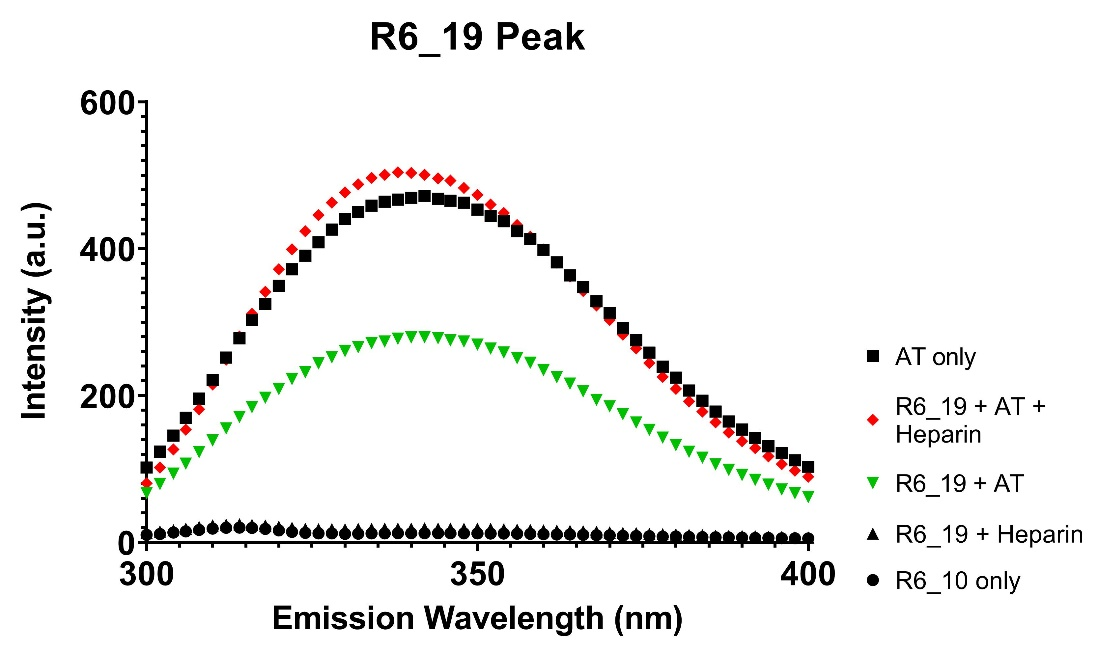 R6_19 Peak
600
400
200
0
300
350
400
Intensity (a.u.)
Emission Wavelength (nm)
AT only
R6_19 + AT +
Heparin
R6_19 + AT
R6_19 + Heparin
R6_10 only